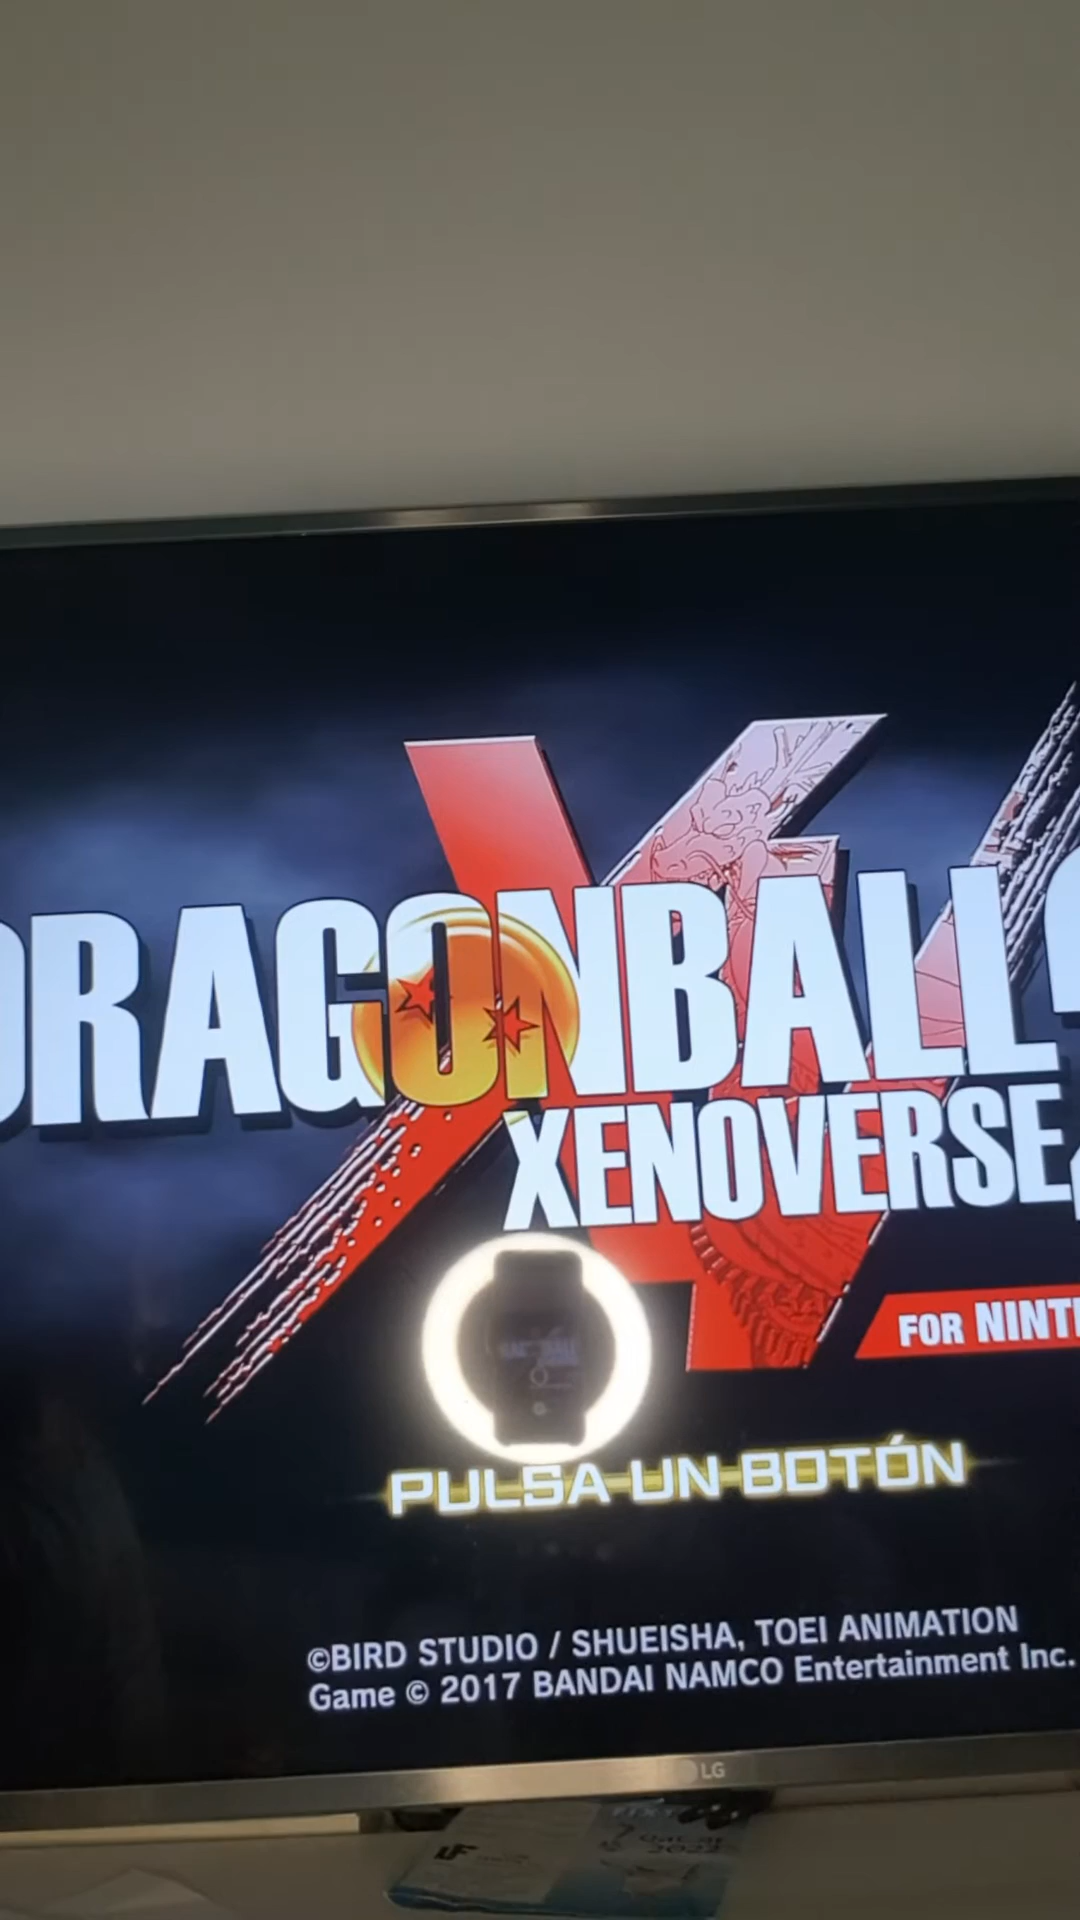 DRAGONBALL
XENOVERSE
FOR NINT
PULSA UN BOTÓN
©BIRD STUDIO / SHUEISHA, TOEI ANIMATION
Game © 2017 BANDAI NAMCO Entertainment Inc.
LG